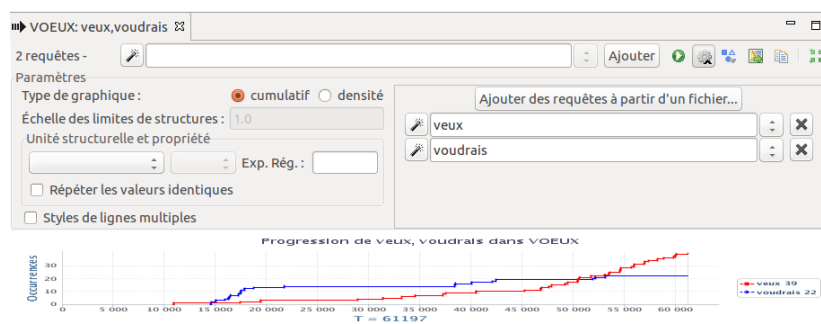 VOEUX: veux,voudrais
2 requêtes -
Ajouter
Paramètres
Type de graphique :
cumulatif
densité
Échelle des limites de structures :
1.0
Unité structurelle et propriété
Exp. Rég. :
Répéter les valeurs identiques
Styles de lignes multiples
Ajouter des requêtes à partir d'un fichier...
veux
voudrais
Progression de veux, voudrais dans VOEUX
Occurrences
30
20
10
0
0 5 000 10 000 15 000 20 000 25 000 30 000 35 000 40 000 45 000 50 000 55 000 60 000
T = 61197
veux 39
voudrais 22